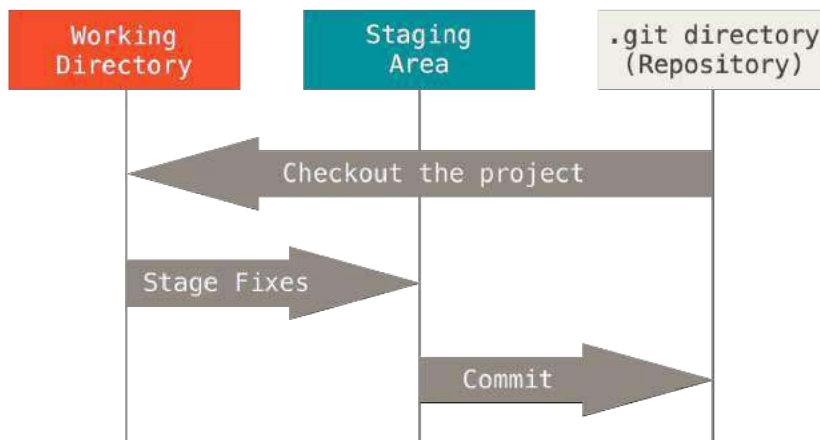 Working
Directory
Staging
Area
.git directory
(Repository)
Checkout the project
Stage Fixes
Commit